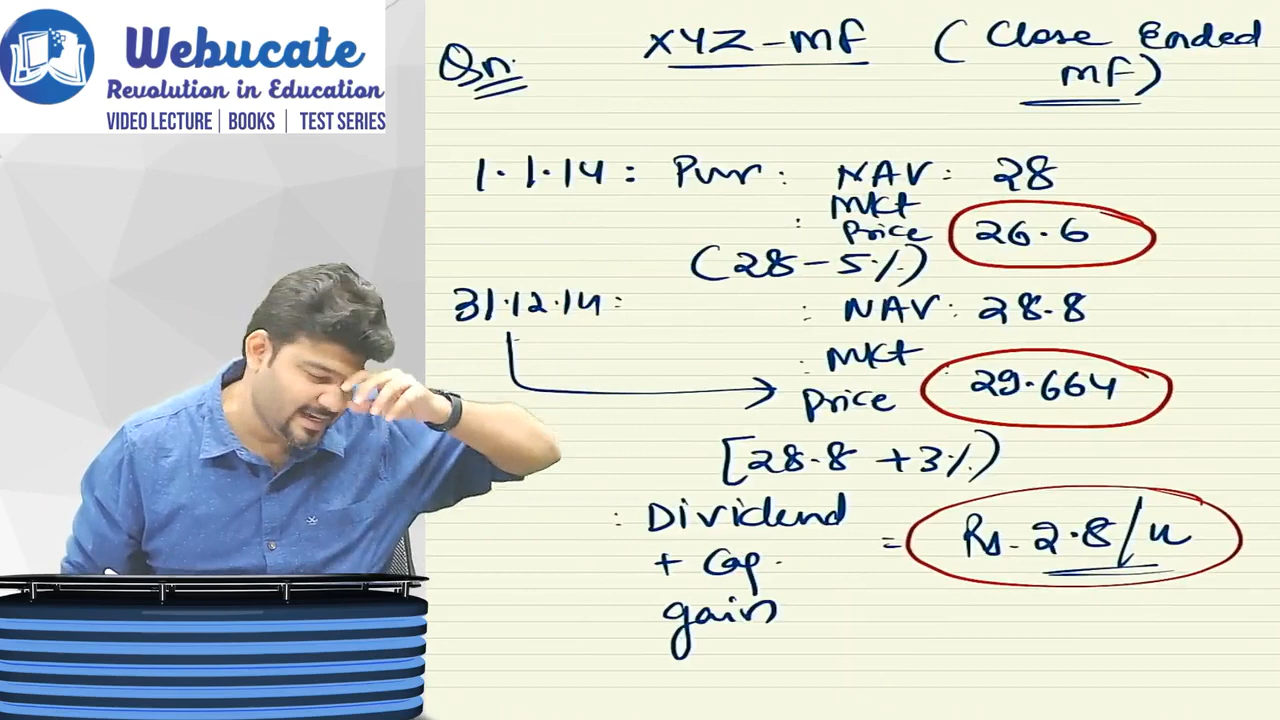 Webucate
Revolution in Education
VIDEO LECTURE | BOOKS | TEST SERIES
Qn.
XYZ-MF (Close Ended
MF)
1.1.14: Pur: NAV: 28
: Mkt
Price 26.6
(28-5%)
31.12.14: : NAV: 28.8
: Mkt
Price 29.664
[28.8 +3%)
: Dividend
+ Cap.
gain
= Rs. 2.8/u